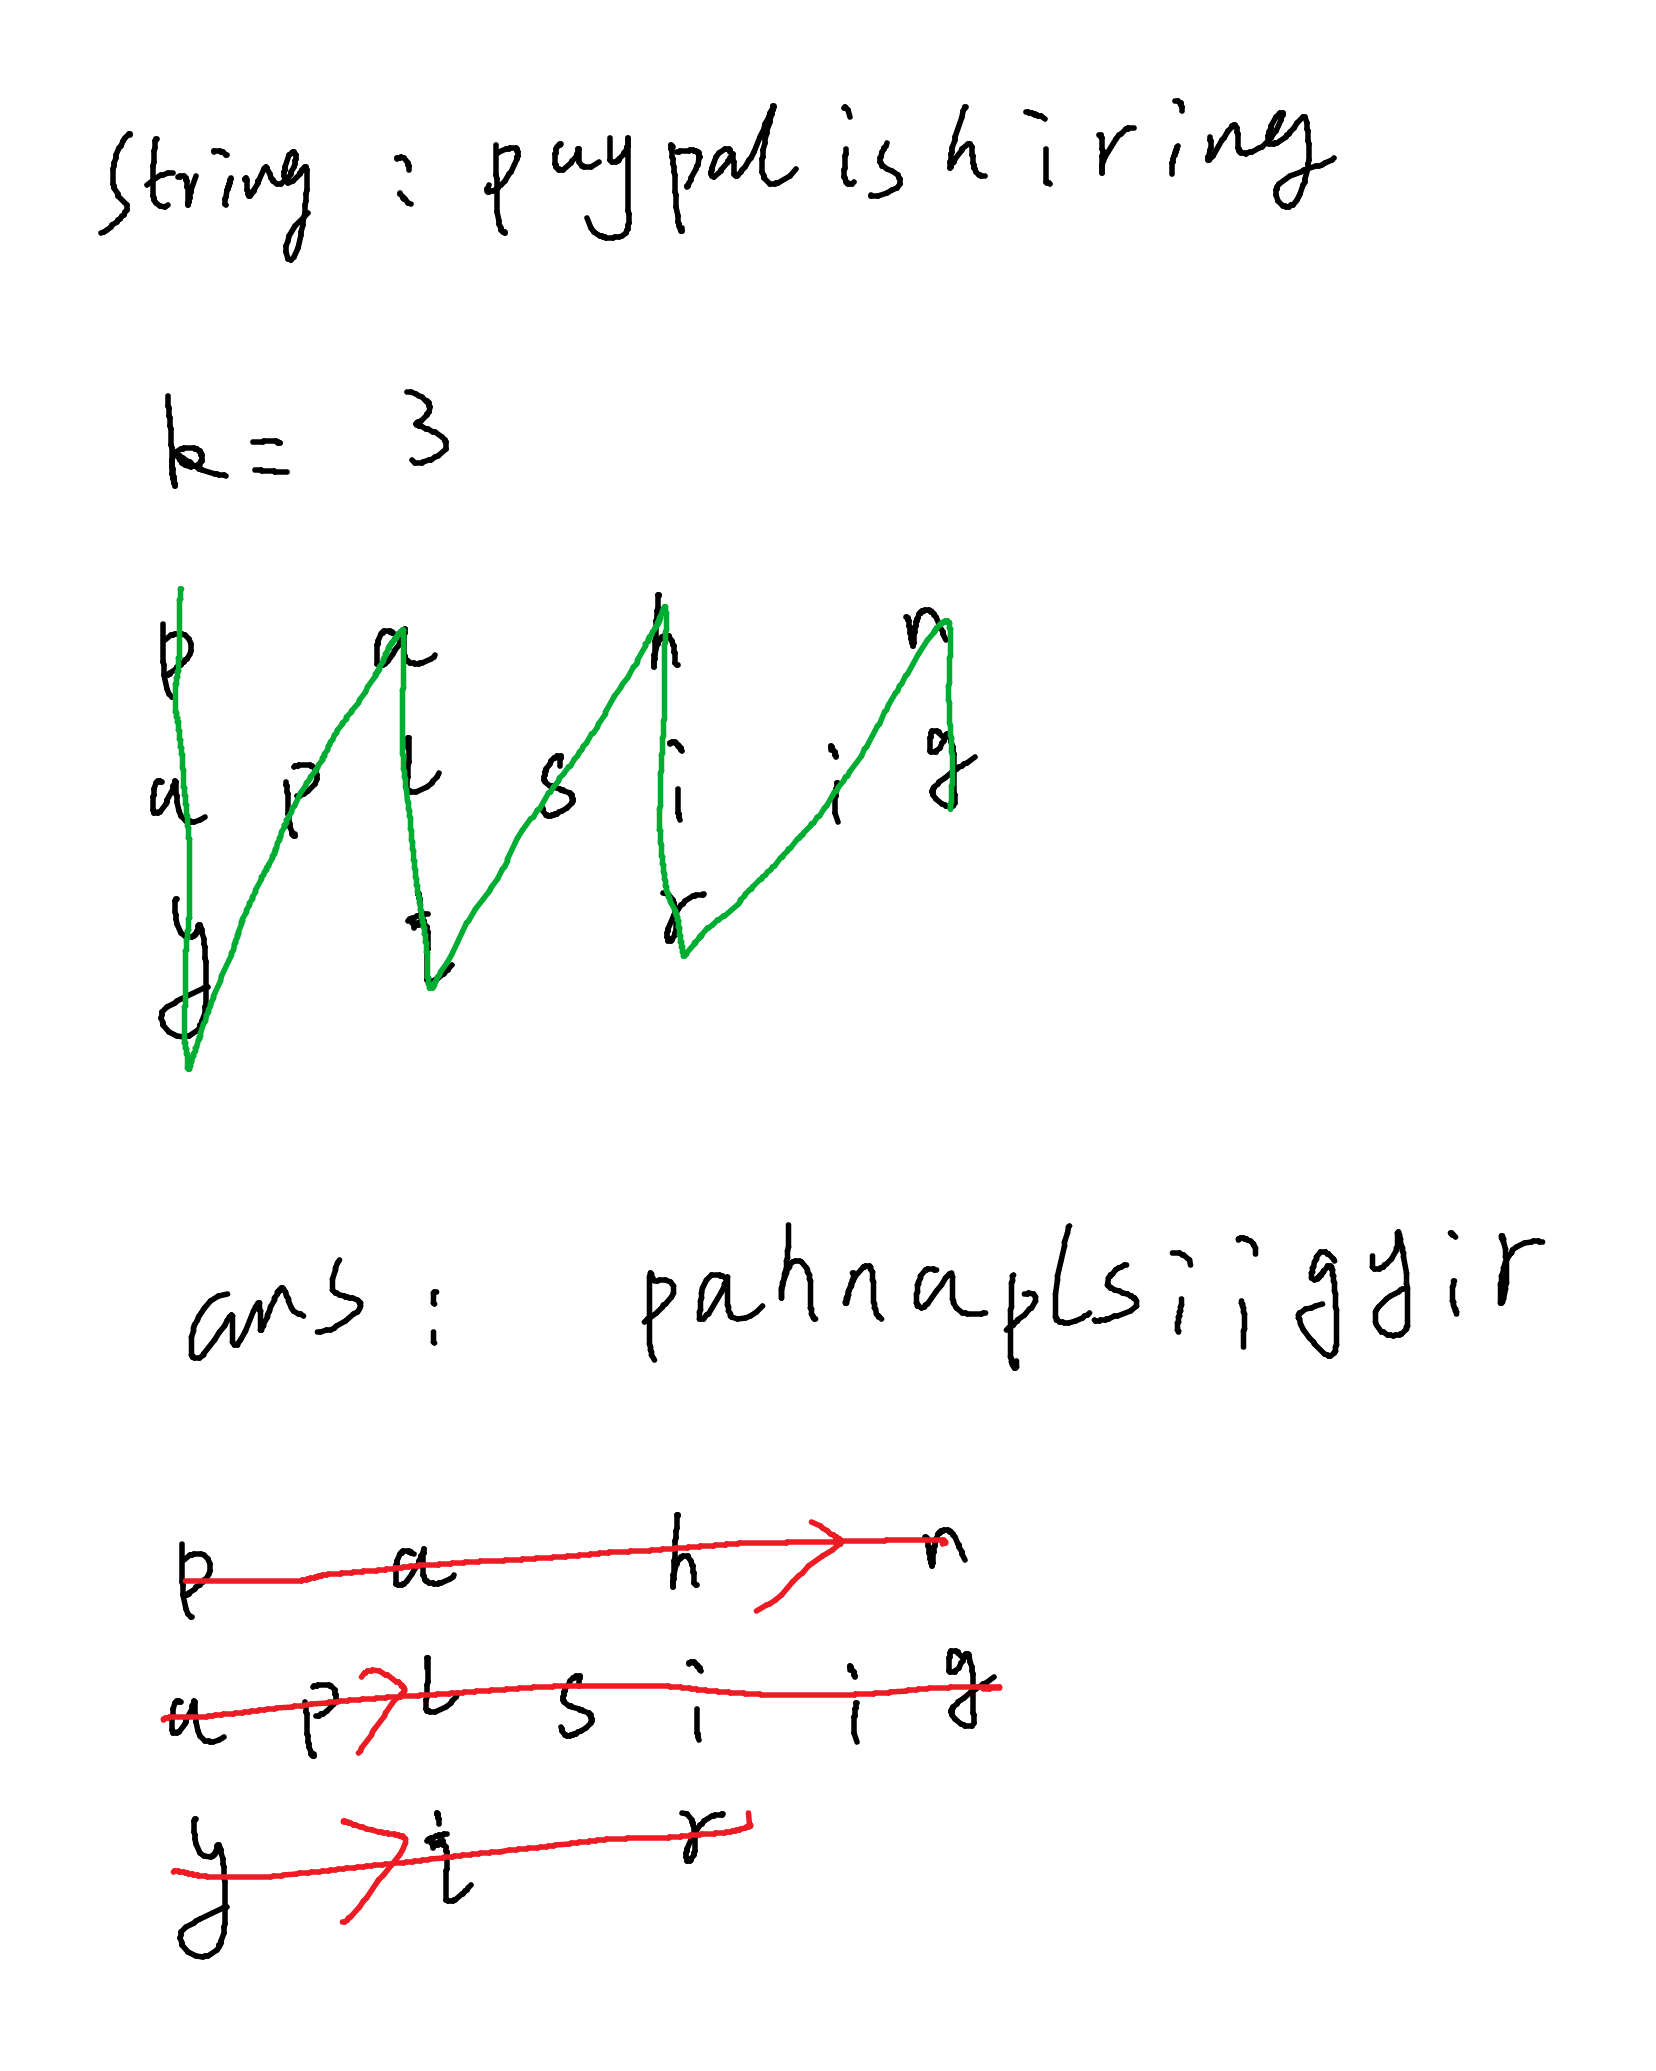 String : paypalishiring
k = 3
p a h n
a p l s i i g
y i r
ans : pahnaplsiigyir
p a h n
a p l s i i g
y i r